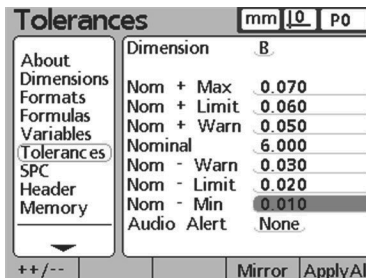 Tolerances mm |0 P0
About
Dimensions
Formats
Formulas
Variables
Tolerances
SPC
Header
Memory
Dimension B
Nom + Max 0.070
Nom + Limit 0.060
Nom + Warn 0.050
Nominal 6.000
Nom - Warn 0.030
Nom - Limit 0.020
Nom - Min 0.010
Audio Alert None
++/-- Mirror ApplyAl